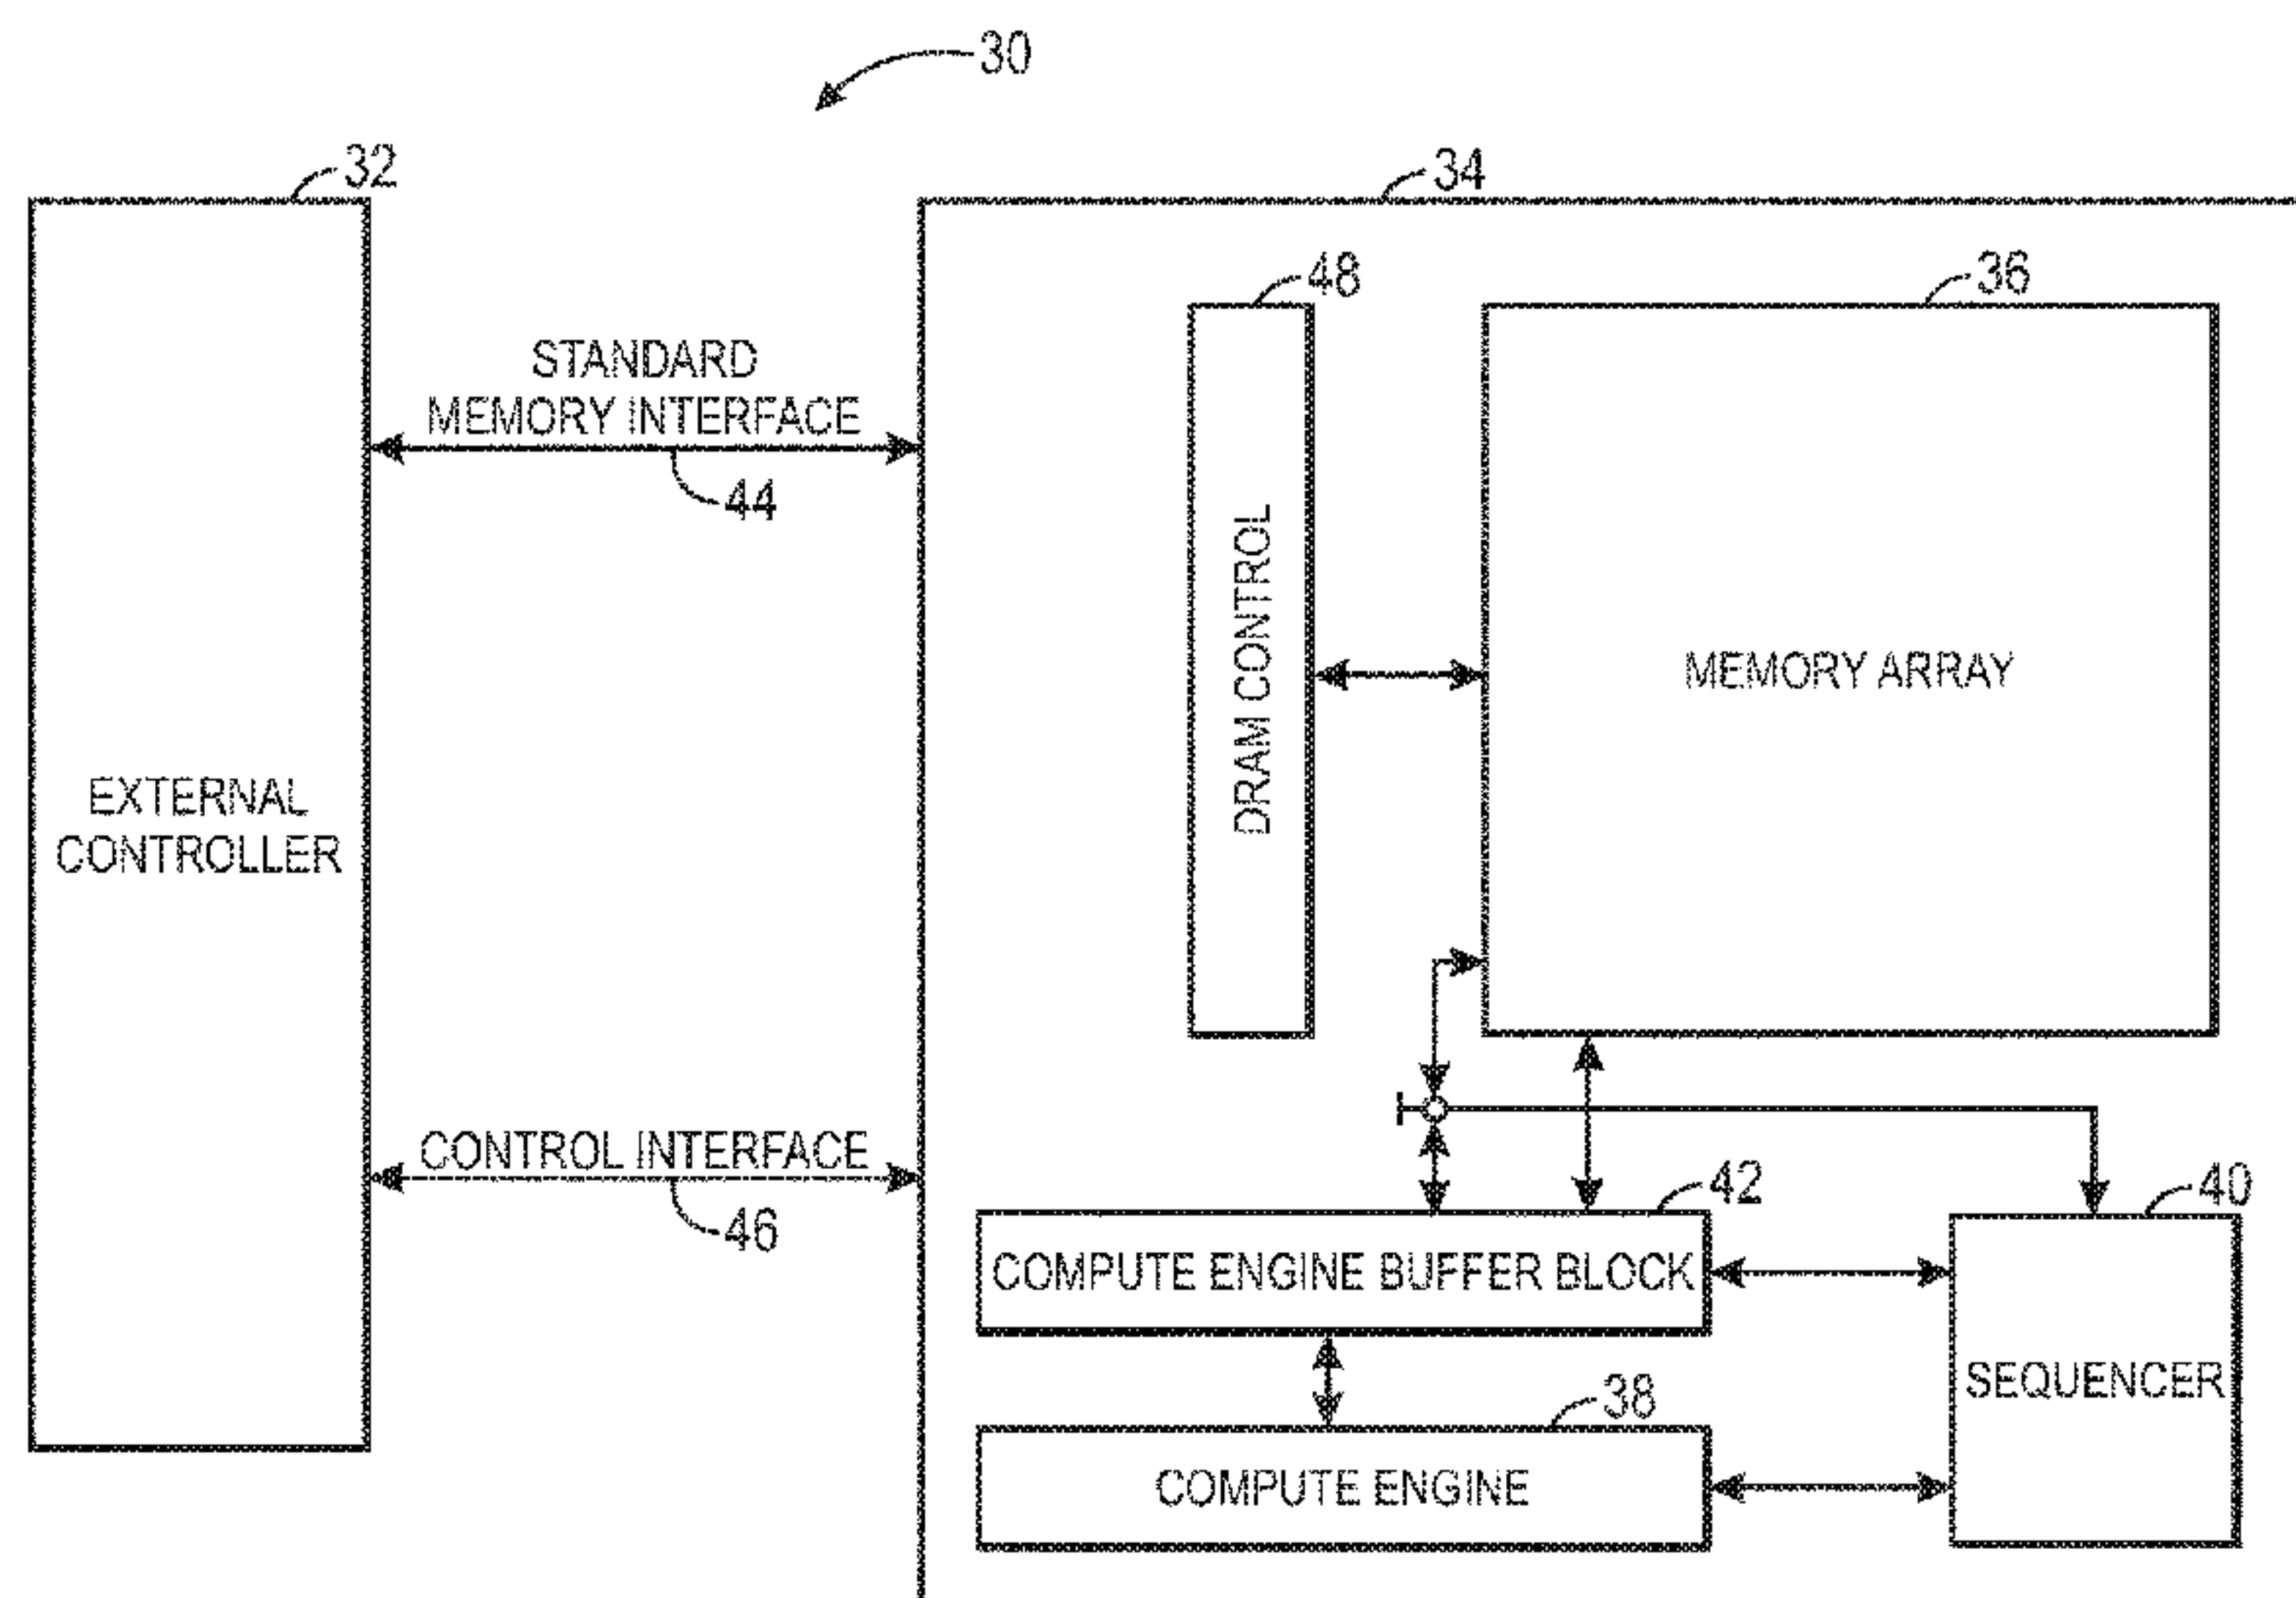 30
32
34
48
36
STANDARD
MEMORY INTERFACE
44
DRAM CONTROL
MEMORY ARRAY
EXTERNAL
CONTROLLER
CONTROL INTERFACE
46
42
40
COMPUTE ENGINE BUFFER BLOCK
SEQUENCER
38
COMPUTE ENGINE